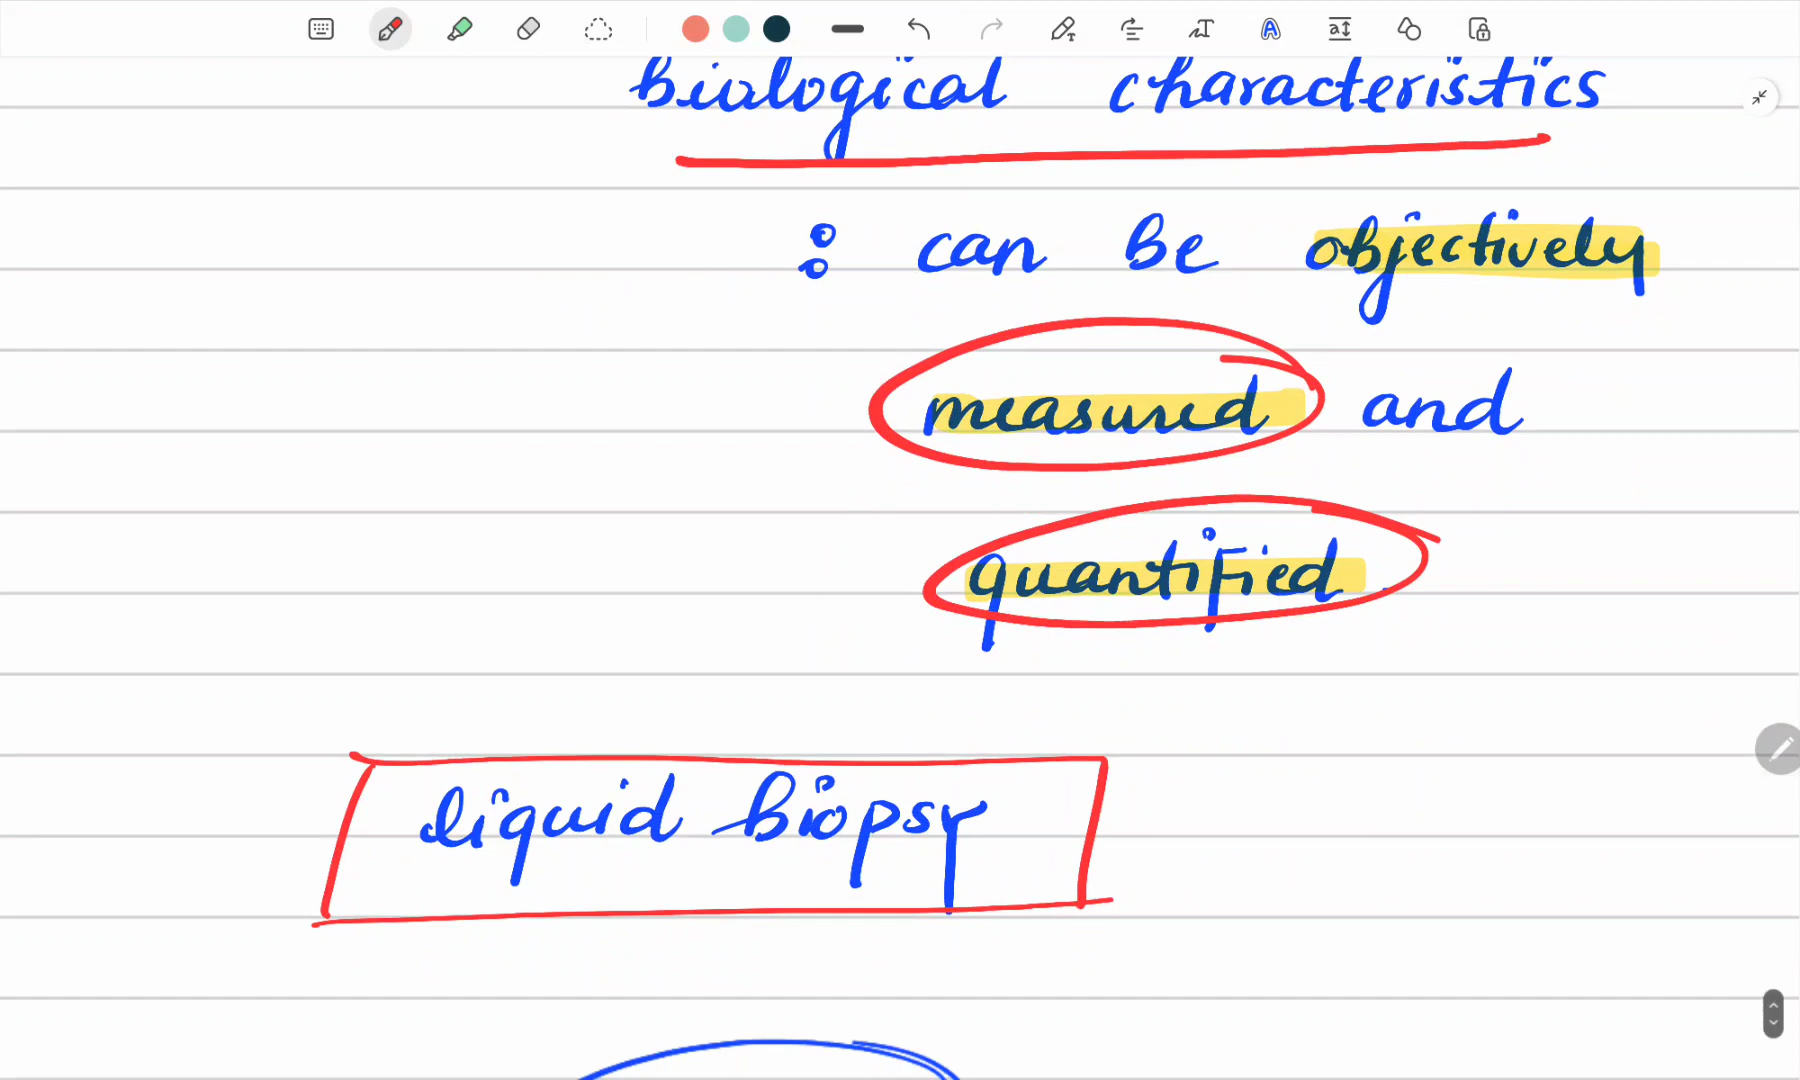 biological characteristics
: can be objectively
measured and
quantified
liquid biopsy